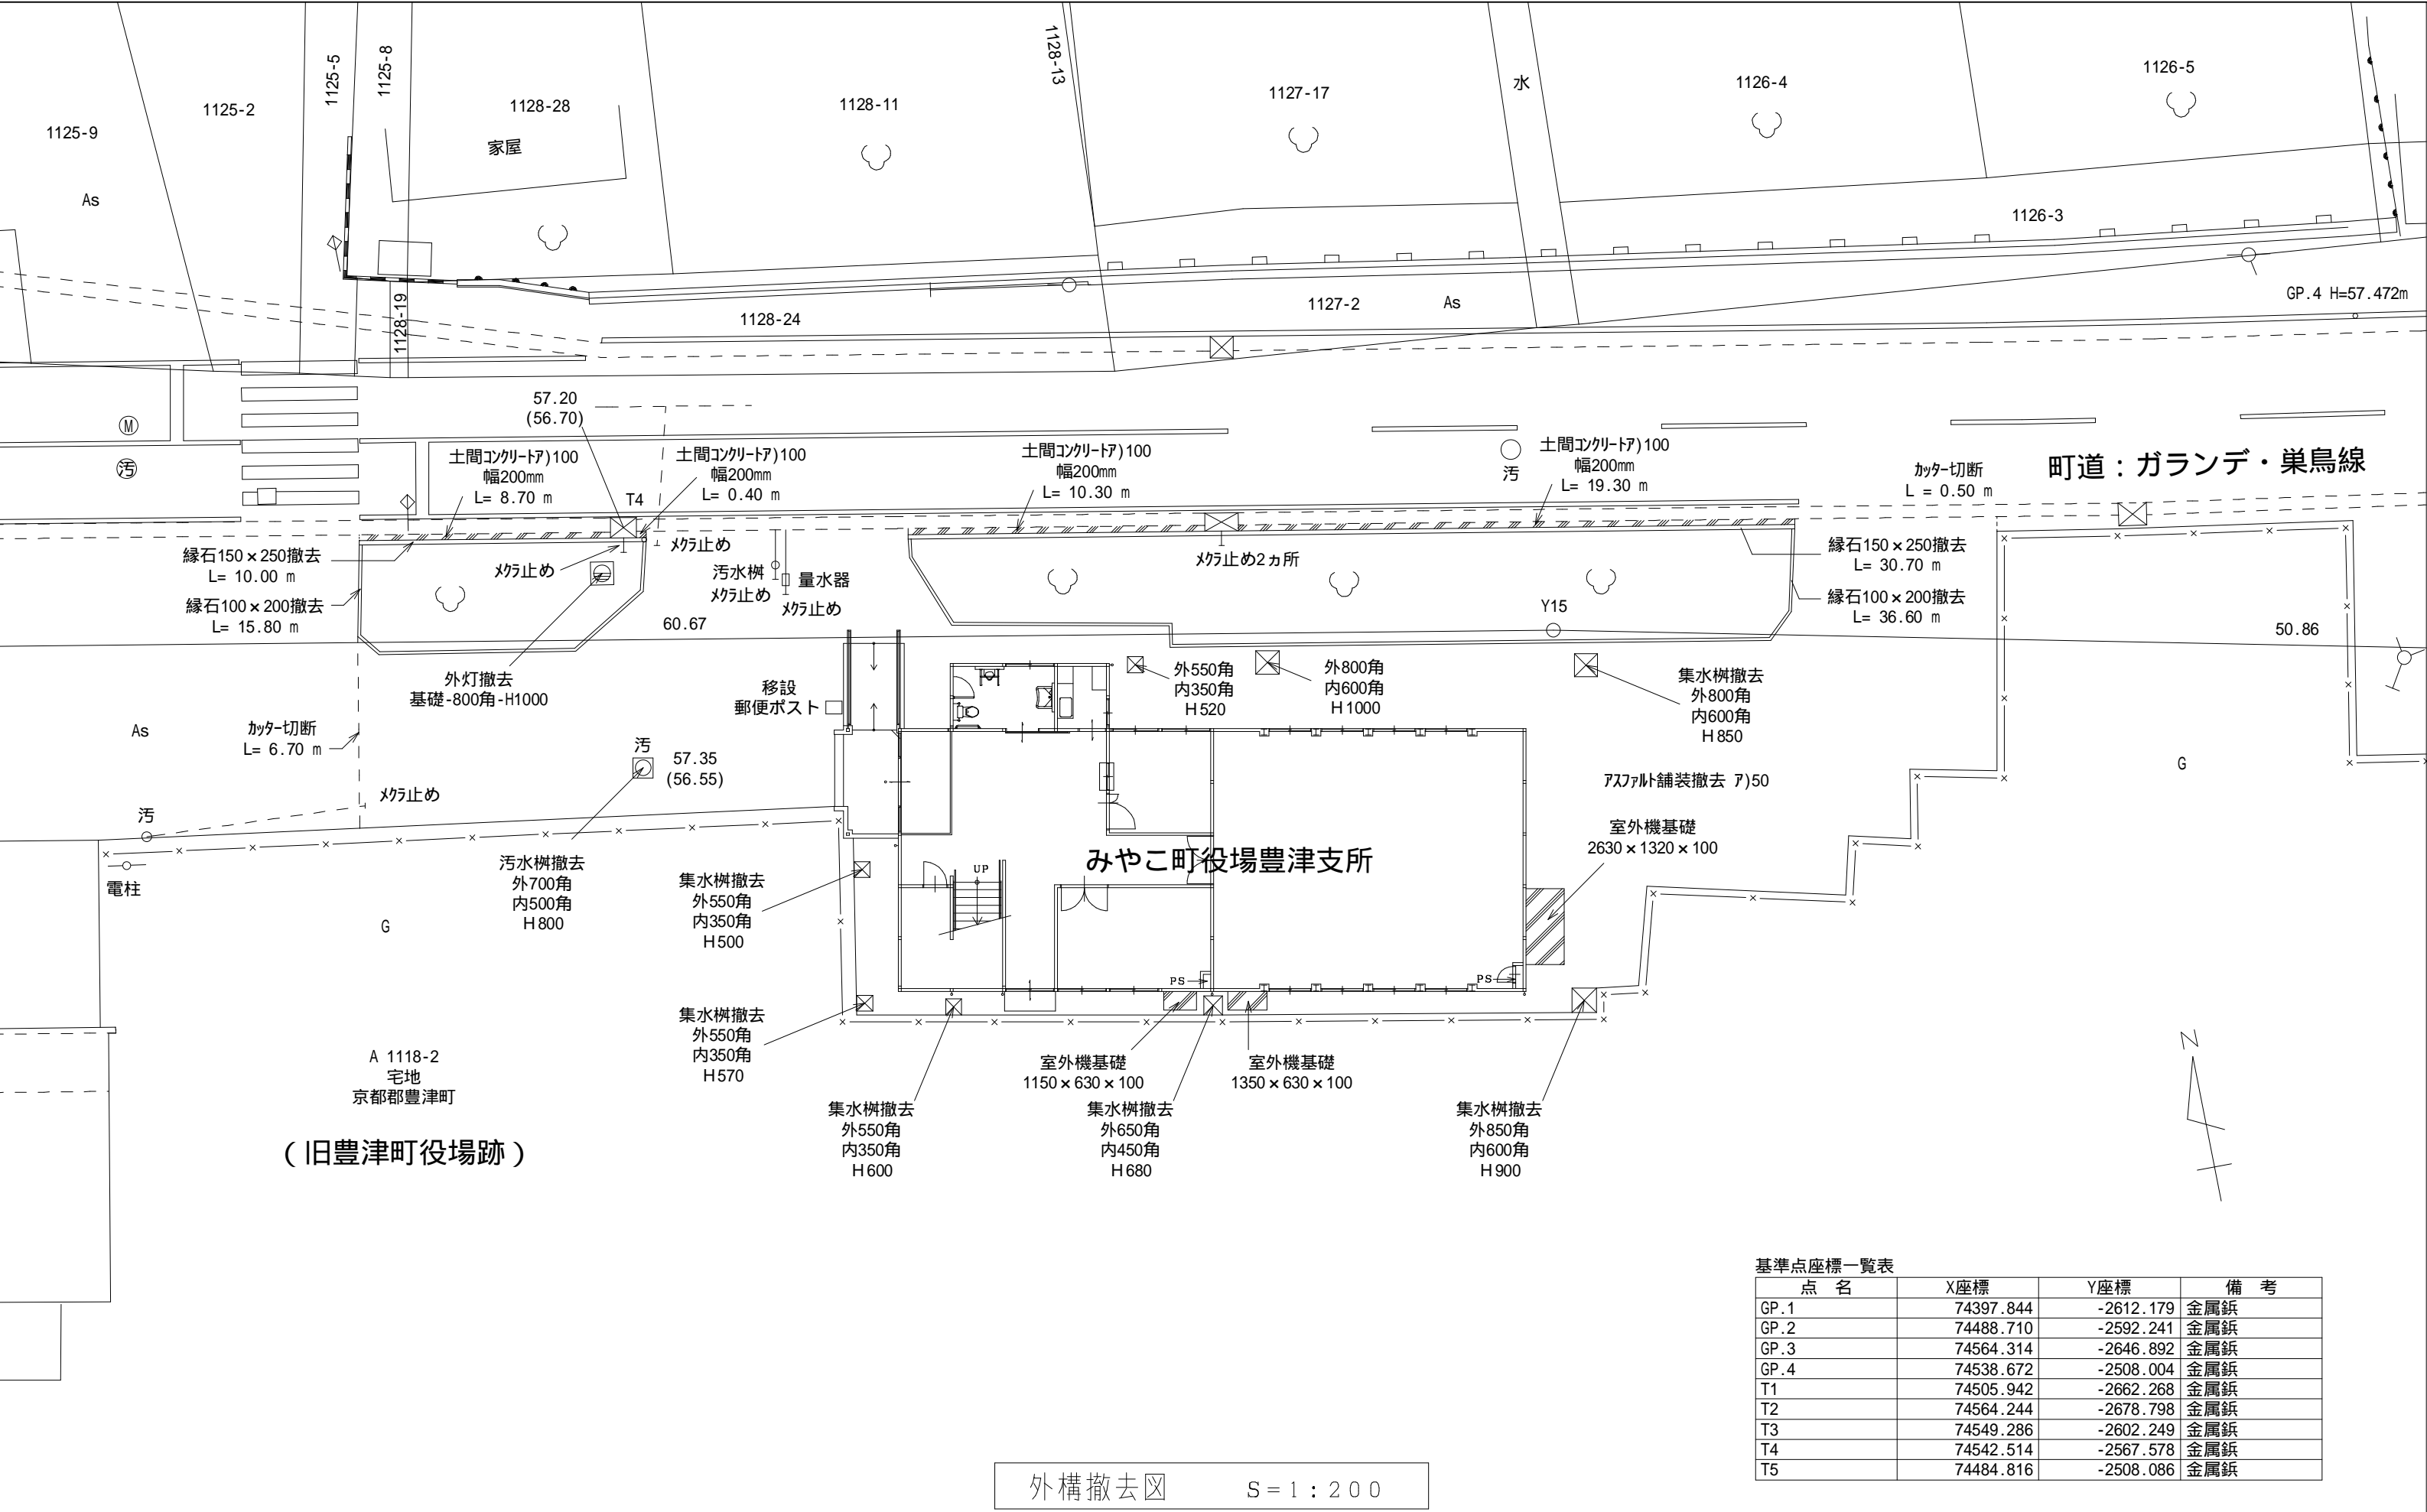 1125-9
As
1125-2
1125-5
1125-8
1128-28
家屋
1128-11
1128-13
1127-17
水
1126-4
1126-5
1126-3
1128-19
1128-24
1127-2
As
GP.4 H=57.472m
57.20
(56.70)
M
汚
土間ｺﾝｸﾘｰﾄｱ)100
幅200mm
L= 8.70 m
T4
土間ｺﾝｸﾘｰﾄｱ)100
幅200mm
L= 0.40 m
土間ｺﾝｸﾘｰﾄｱ)100
幅200mm
L= 10.30 m
汚
土間ｺﾝｸﾘｰﾄｱ)100
幅200mm
L= 19.30 m
ｶｯﾀｰ切断
L = 0.50 m
町道：ガランデ・巣鳥線
縁石150×250撤去
L= 10.00 m
縁石100×200撤去
L= 15.80 m
ﾒｸﾗ止め
ﾒｸﾗ止め
汚水桝
ﾒｸﾗ止め
量水器
ﾒｸﾗ止め
ﾒｸﾗ止め2ヵ所
縁石150×250撤去
L= 30.70 m
縁石100×200撤去
L= 36.60 m
60.67
Y15
50.86
外灯撤去
基礎-800角-H1000
移設
郵便ポスト
外550角
内350角
H520
外800角
内600角
H1000
集水桝撤去
外800角
内600角
H850
As
ｶｯﾀｰ切断
L= 6.70 m
汚
57.35
(56.55)
ﾒｸﾗ止め
汚
電柱
G
ｱｽﾌｧﾙﾄ舗装撤去 ｱ)50
G
室外機基礎
2630×1320×100
みやこ町役場豊津支所
UP
PS
PS
汚水桝撤去
外700角
内500角
H800
集水桝撤去
外550角
内350角
H500
集水桝撤去
外550角
内350角
H570
A 1118-2
宅地
京都郡豊津町
(旧豊津町役場跡)
室外機基礎
1150×630×100
室外機基礎
1350×630×100
集水桝撤去
外550角
内350角
H600
集水桝撤去
外650角
内450角
H680
集水桝撤去
外850角
内600角
H900
N
基準点座標一覧表
点 名 X座標 Y座標 備 考
GP.1 74397.844 -2612.179 金属鋲
GP.2 74488.710 -2592.241 金属鋲
GP.3 74564.314 -2646.892 金属鋲
GP.4 74538.672 -2508.004 金属鋲
T1 74505.942 -2662.268 金属鋲
T2 74564.244 -2678.798 金属鋲
T3 74549.286 -2602.249 金属鋲
T4 74542.514 -2567.578 金属鋲
T5 74484.816 -2508.086 金属鋲
外構撤去図 S=1:200